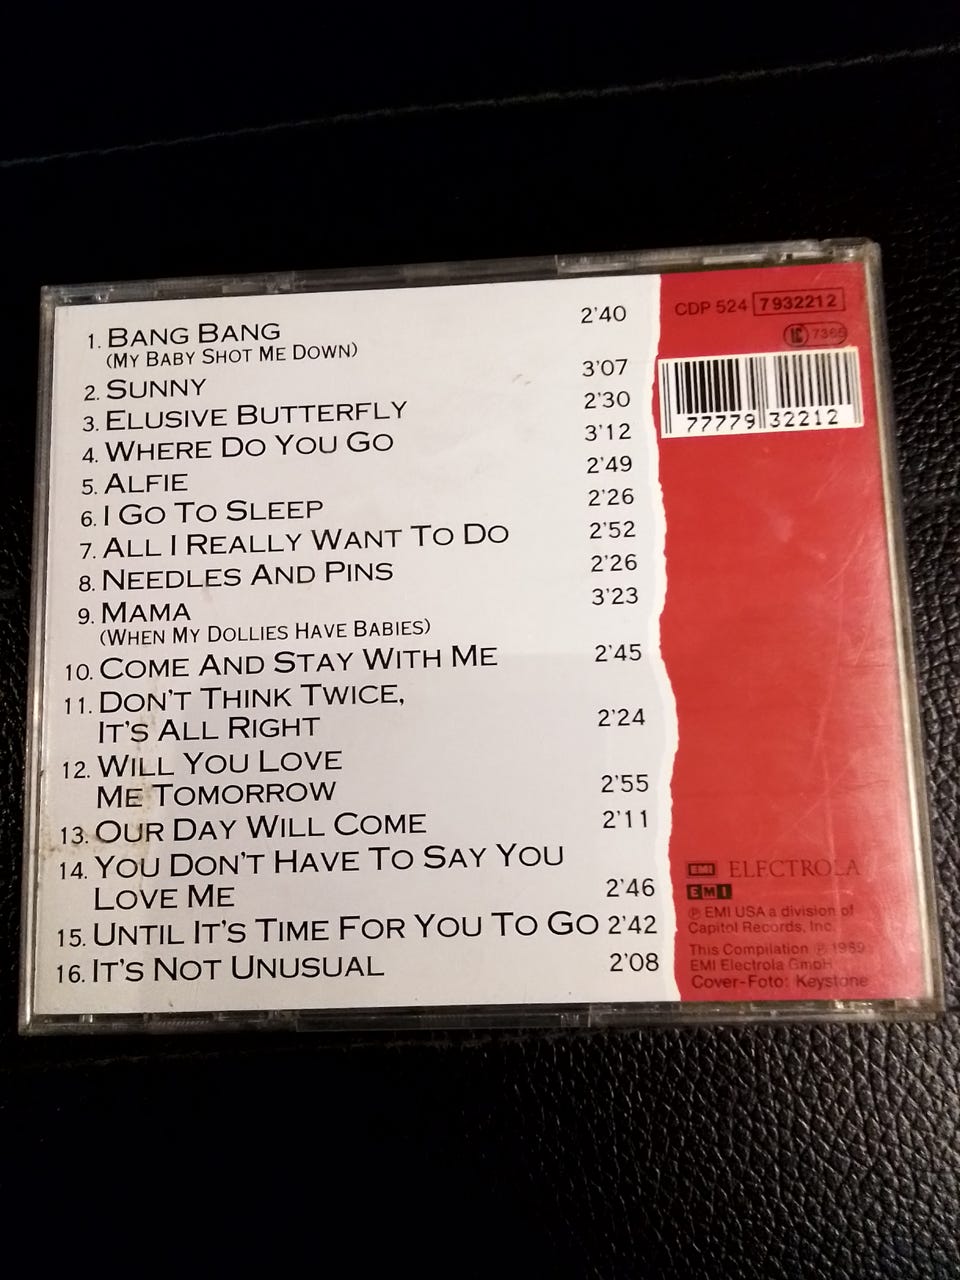 1. BANG BANG 2'40
(MY BABY SHOT ME DOWN)
2. SUNNY 3'07
3. ELUSIVE BUTTERFLY 2'30
4. WHERE DO YOU GO 3'12
5. ALFIE 2'49
6. I GO TO SLEEP 2'26
7. ALL I REALLY WANT TO DO 2'52
8. NEEDLES AND PINS 2'26
9. MAMA 3'23
(WHEN MY DOLLIES HAVE BABIES)
10. COME AND STAY WITH ME 2'45
11. DON'T THINK TWICE,
IT'S ALL RIGHT 2'24
12. WILL YOU LOVE
ME TOMORROW 2'55
13. OUR DAY WILL COME 2'11
14. YOU DON'T HAVE TO SAY YOU
LOVE ME 2'46
15. UNTIL IT'S TIME FOR YOU TO GO 2'42
16. IT'S NOT UNUSUAL 2'08
CDP 524 7932212
LC 7365
77779 32212
EMI ELECTROLA
EMI
℗ EMI USA a division of
Capitol Records, Inc.
This Compilation ℗ 1989
EMI Electrola GmbH
Cover-Foto: Keystone